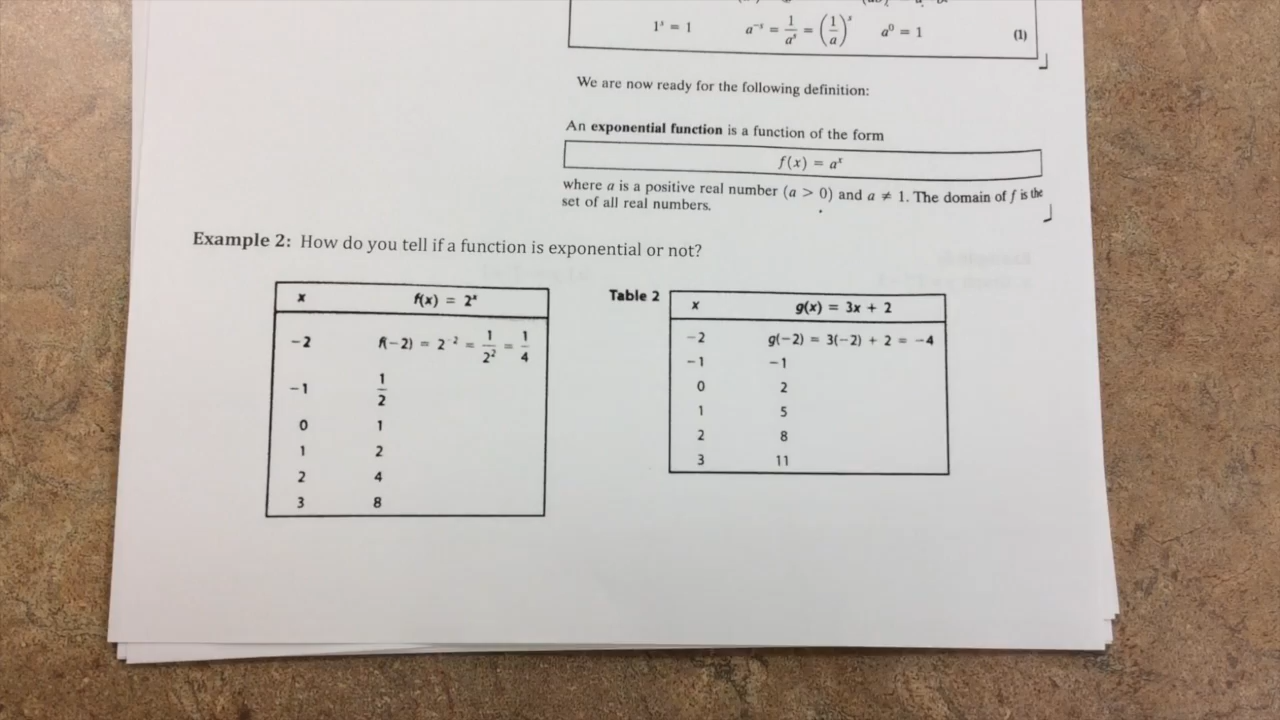 1ˣ = 1 a⁻ˢ = 1/aˢ = (1/a)ˢ a⁰ = 1 (1)
We are now ready for the following definition:
An exponential function is a function of the form
f(x) = aˣ
where a is a positive real number (a > 0) and a ≠ 1. The domain of f is the
set of all real numbers.
Example 2: How do you tell if a function is exponential or not?
x f(x) = 2ˣ
−2 f(−2) = 2⁻² = 1/2² = 1/4
−1 1/2
0 1
1 2
2 4
3 8
Table 2
x g(x) = 3x + 2
−2 g(−2) = 3(−2) + 2 = −4
−1 −1
0 2
1 5
2 8
3 11